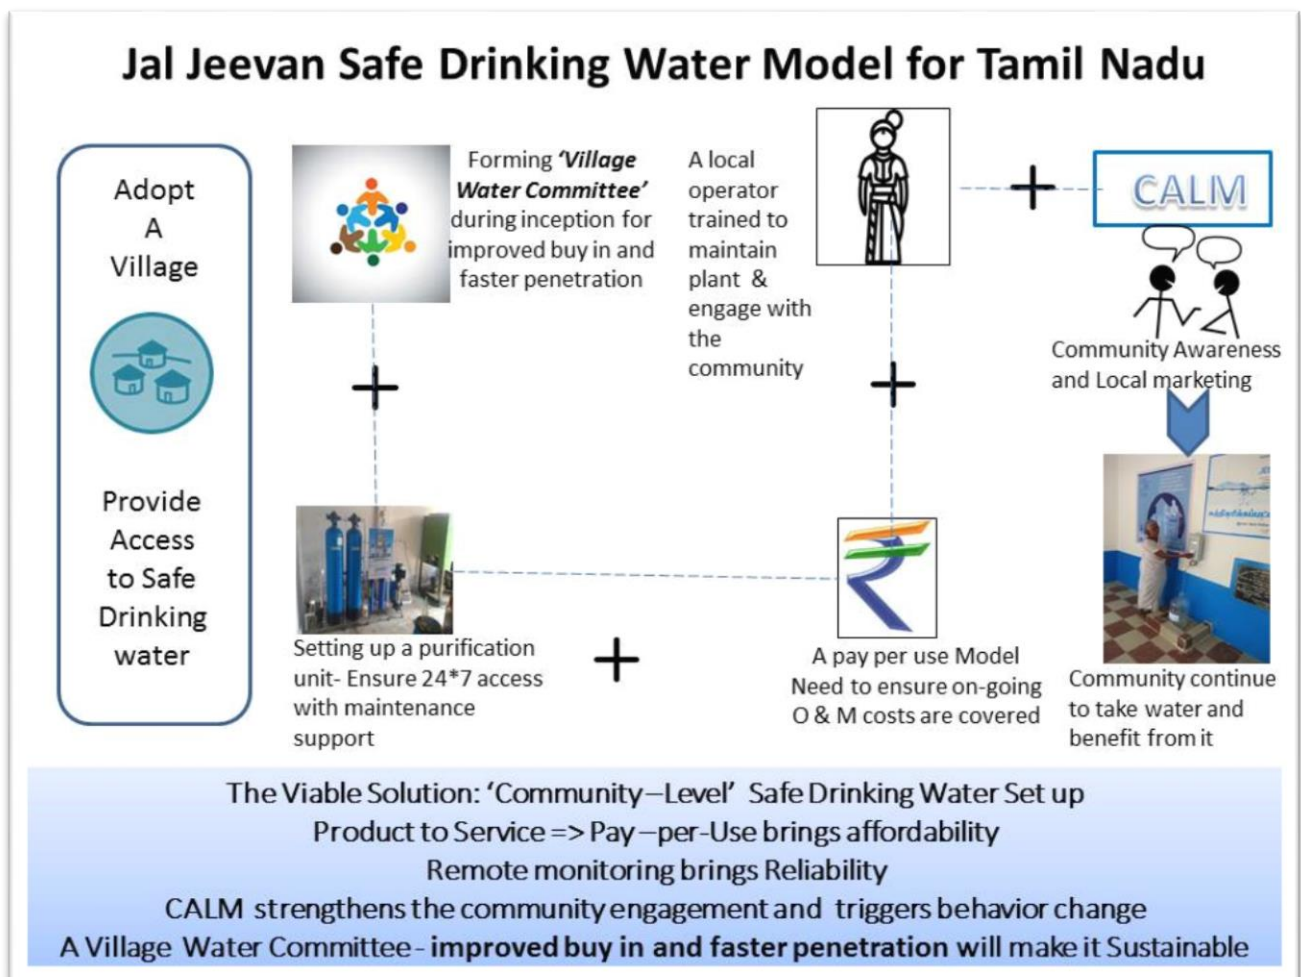 Jal Jeevan Safe Drinking Water Model for Tamil Nadu
Adopt
A
Village
Provide
Access
to Safe
Drinking
water
Forming ‘Village
Water Committee’
during inception for
improved buy in and
faster penetration
A local
operator
trained to
maintain
plant &
engage with
the
community
CALM
Community Awareness
and Local marketing
Setting up a purification
unit- Ensure 24*7 access
with maintenance
support
A pay per use Model
Need to ensure on-going
O & M costs are covered
Community continue
to take water and
benefit from it
The Viable Solution: ‘Community–Level’ Safe Drinking Water Set up
Product to Service => Pay –per-Use brings affordability
Remote monitoring brings Reliability
CALM strengthens the community engagement and triggers behavior change
A Village Water Committee - improved buy in and faster penetration will make it Sustainable